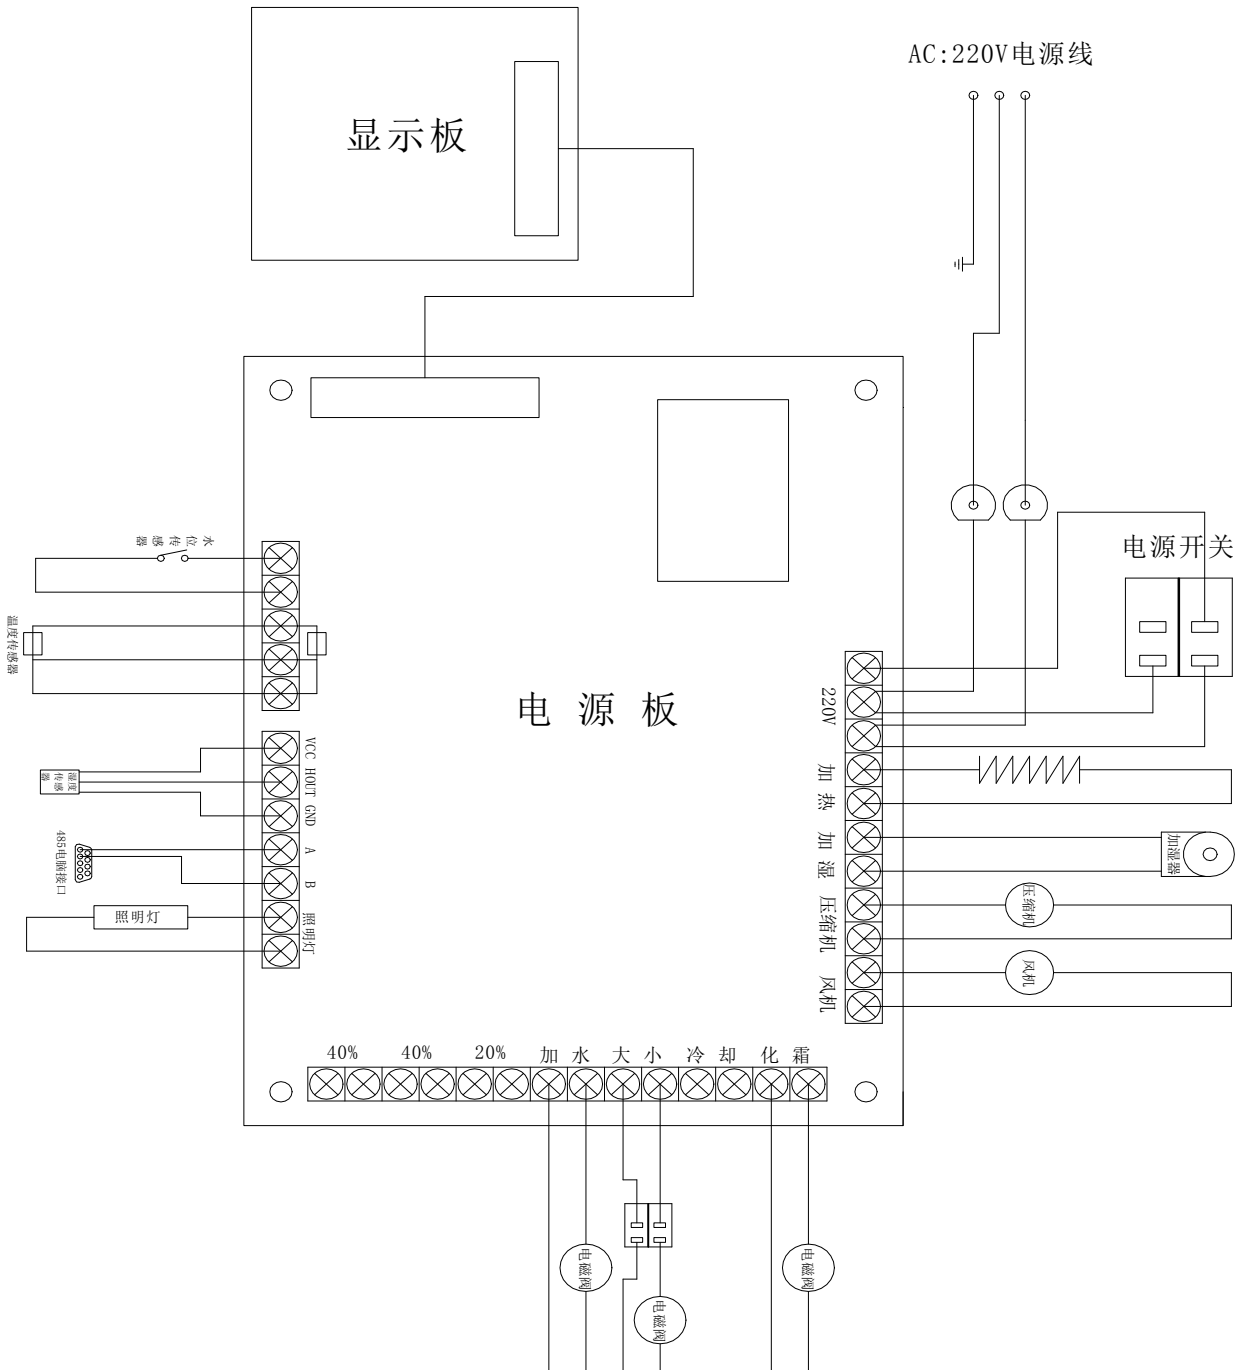 AC:220V电源线
显示板
电源开关
水位传感器
温度传感器
电源板
220V
加热
加湿
加湿器
压缩机
压缩机
风机
风机
VCC HOUT GND
A
B
照明灯
湿度
传感
器
485电脑接口
照明灯
40% 40% 20% 加水 大小 冷却 化霜
电磁阀
电磁阀
电磁阀